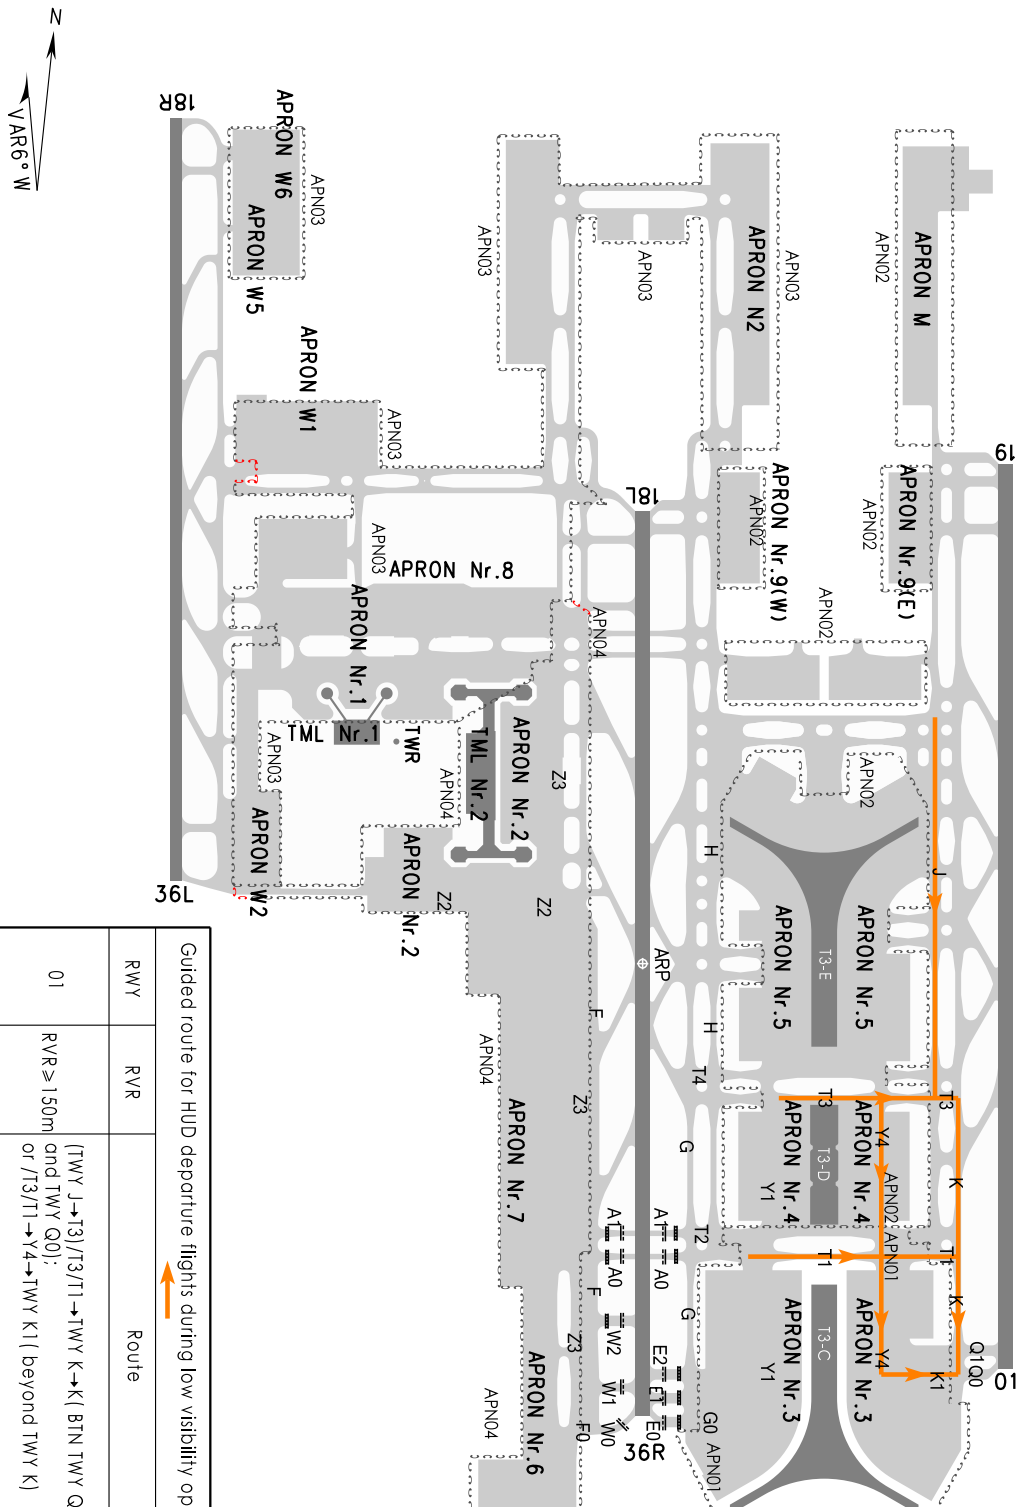 N
VAR6° W
18R
APRON W6
APN03
APRON W5
APRON W1
APN03
APN03
APN03
APRON N2
APN03
APRON M
APN02
19
18L
APRON Nr.9(W)
APN02
APRON Nr.9(E)
APN02
APN03
APRON Nr.8
APRON Nr.1
APN04
APN02
TML Nr.1
TWR
APN03
APN04
TML Nr.2
APRON Nr.2
Z3
APN02
H
J
36L
APRON W2
APRON Nr.2
Z2
Z2
ARP
APRON Nr.5
T3-E
APRON Nr.5
F
H
APN04
Z3
T4
T3
T3
APRON Nr.7
G
APRON Nr.4
Y1
T3-D
APRON Nr.4
Y4
APN02
K
A1
A1
T2
T1
APN01
T1
A0
A0
F
G
K
Z3
W2
E2
APRON Nr.3
Y1
T3-C
APRON Nr.3
Y4
K1
Q1
Q0
01
APRON Nr.6
APN04
W1
E1
F0
W0
E0
G0
36R
APN01
Guided route for HUD departure flights during low visibility op
RWY
RVR
Route
01
RVR≥150m
(TWY J→T3)/T3/T1→TWY K→K( BTN TWY Q
and TWY Q0);
or /T3/T1→Y4→TWY K1( beyond TWY K)